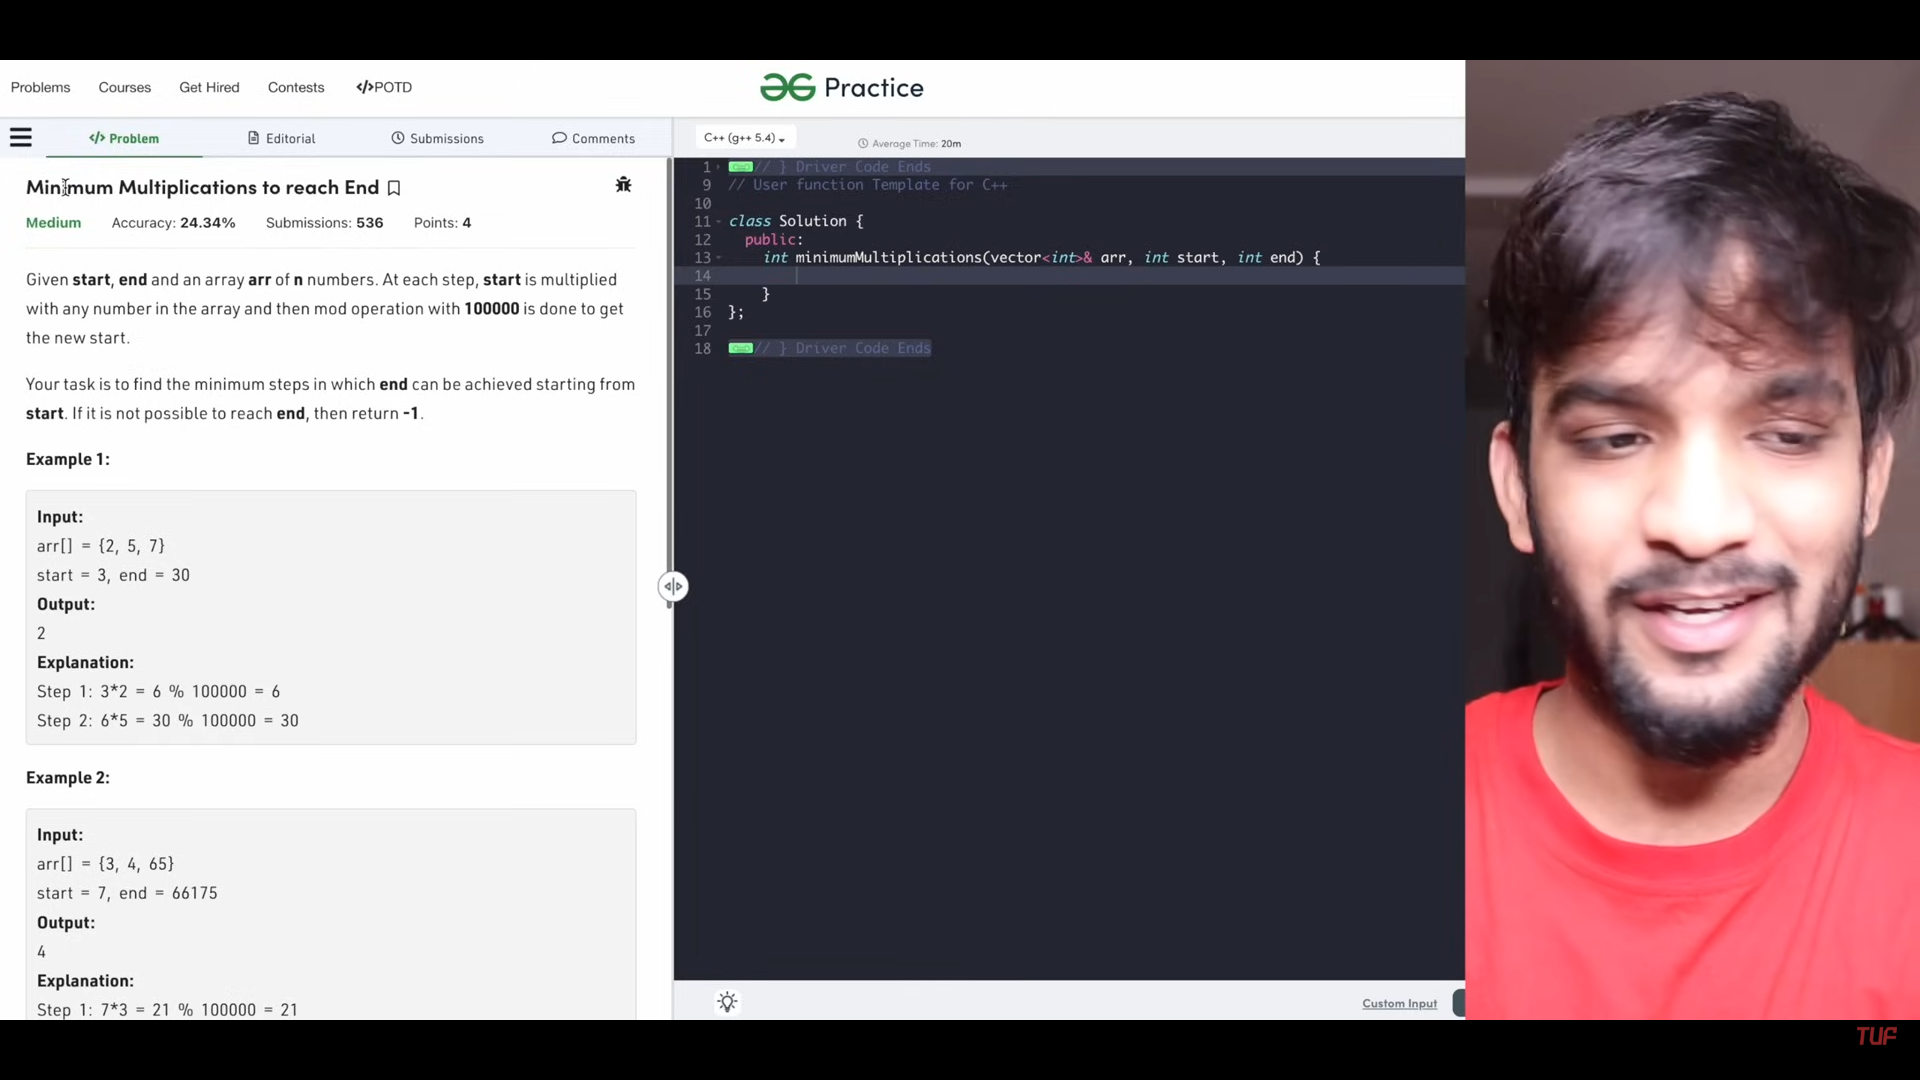 Problems Courses Get Hired Contests </>POTD
Practice
</> Problem Editorial Submissions Comments
C++ (g++ 5.4)
Average Time: 20m
Minimum Multiplications to reach End
Medium Accuracy: 24.34% Submissions: 536 Points: 4
Given start, end and an array arr of n numbers. At each step, start is multiplied
with any number in the array and then mod operation with 100000 is done to get
the new start.
Your task is to find the minimum steps in which end can be achieved starting from
start. If it is not possible to reach end, then return -1.
Example 1:
Input:
arr[] = {2, 5, 7}
start = 3, end = 30
Output:
2
Explanation:
Step 1: 3*2 = 6 % 100000 = 6
Step 2: 6*5 = 30 % 100000 = 30
Example 2:
Input:
arr[] = {3, 4, 65}
start = 7, end = 66175
Output:
4
Explanation:
Step 1: 7*3 = 21 % 100000 = 21
1 // } Driver Code Ends
9 // User function Template for C++
10
11 class Solution {
12 public:
13 int minimumMultiplications(vector<int>& arr, int start, int end) {
14
15 }
16 };
17
18 // } Driver Code Ends
Custom Input
TUF